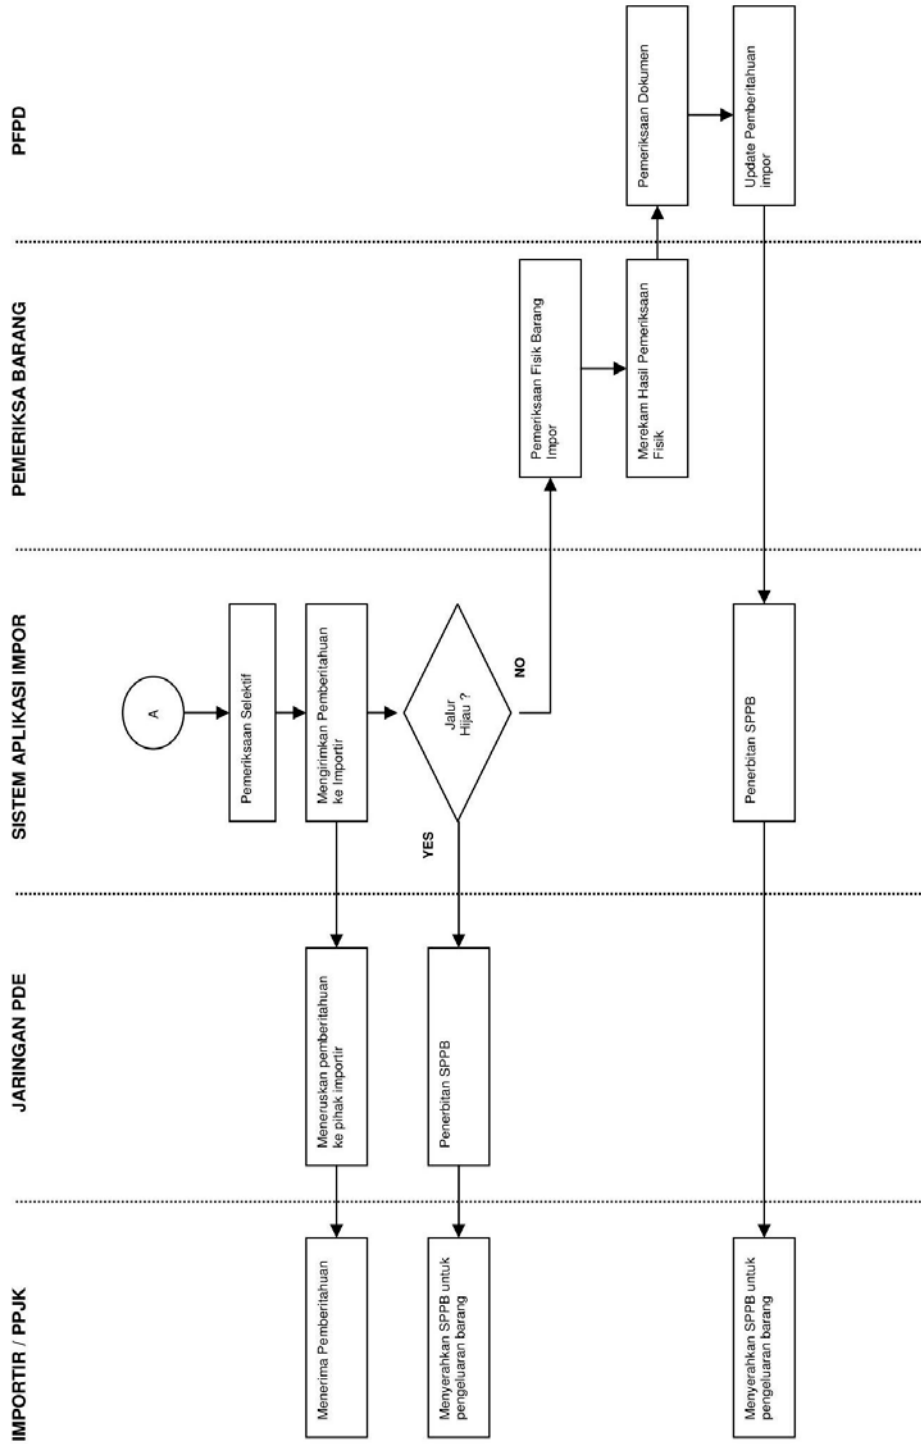 IMPORTIR / PPJK
JARINGAN PDE
SISTEM APLIKASI IMPOR
PEMERIKSA BARANG
PFPD
A
Pemeriksaan Selektif
Menerima Pemberitahuan
Meneruskan pemberitahuan
ke pihak importir
Mengirimkan Pemberitahuan
ke Importir
Menyerahkan SPPB untuk
pengeluaran barang
Penerbitan SPPB
YES
Jalur
Hijau ?
NO
Pemeriksaan Fisik Barang
Impor
Merekam Hasil Pemeriksaan
Fisik
Pemeriksaan Dokumen
Menyerahkan SPPB untuk
pengeluaran barang
Penerbitan SPPB
Update Pemberitahuan
impor